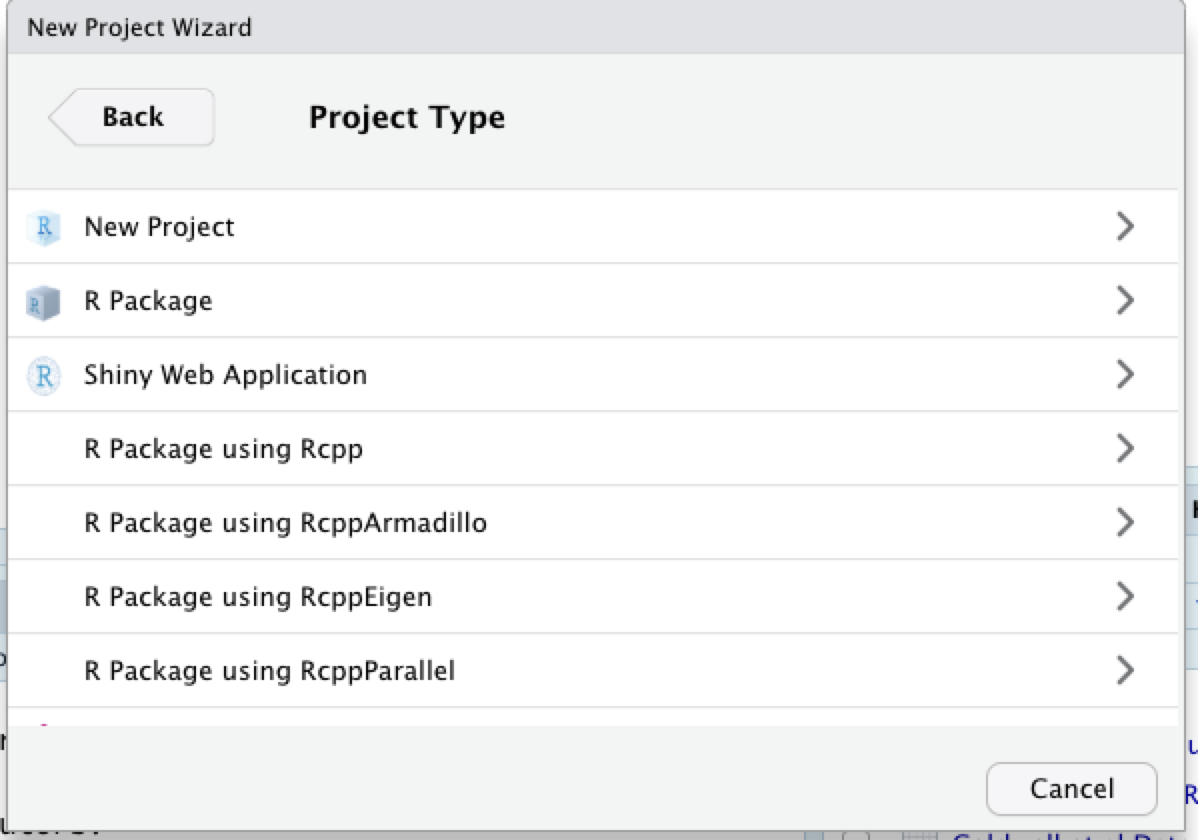 New Project Wizard
Back
Project Type
R New Project
R R Package
R Shiny Web Application
R Package using Rcpp
R Package using RcppArmadillo
R Package using RcppEigen
R Package using RcppParallel
Cancel